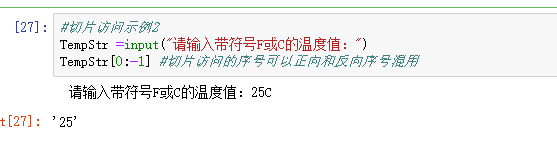 [27]: #切片访问示例2
TempStr =input("请输入带符号F或C的温度值：")
TempStr[0:-1] #切片访问的序号可以正向和反向序号混用
请输入带符号F或C的温度值：25C
t[27]: '25'